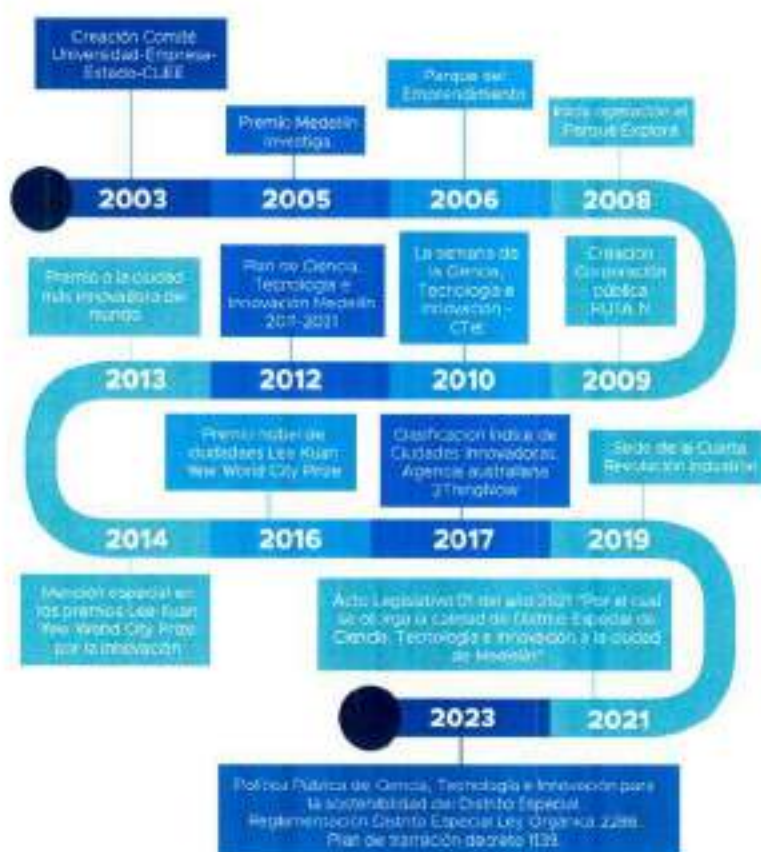 Creación Comité
Universidad-Empresa-
Estado-CUEE
Premio Medellín
Investiga
Parque del
Emprendimiento
Inicia operación el
Parque Explora
2003
2005
2006
2008
Premio a la ciudad
más innovadora del
mundo
Plan de Ciencia,
Tecnología e
Innovación Medellín
2011-2021
La semana de
la Ciencia,
Tecnología e
Innovación -
CTeI
Creación
Corporación
pública
RUTA N
2013
2012
2010
2009
Premio nobel de
ciudades Lee Kuan
Yew World City Prize
Clasificación Índice de
Ciudades Innovadoras
Agencia australiana
2ThingNow
Sede de la Cuarta
Revolución Industrial
2014
2016
2017
2019
Mención especial en
los premios Lee Kuan
Yew World City Prize
por la innovación
Acto Legislativo 01 del año 2021 "Por el cual
se otorga la calidad de Distrito Especial de
Ciencia, Tecnología e Innovación a la ciudad
de Medellín"
2023
2021
Política Pública de Ciencia, Tecnología e Innovación para
la sostenibilidad del Distrito Especial
Reglamentación Distrito Especial Ley Orgánica 2286
Plan de transición decreto 1139